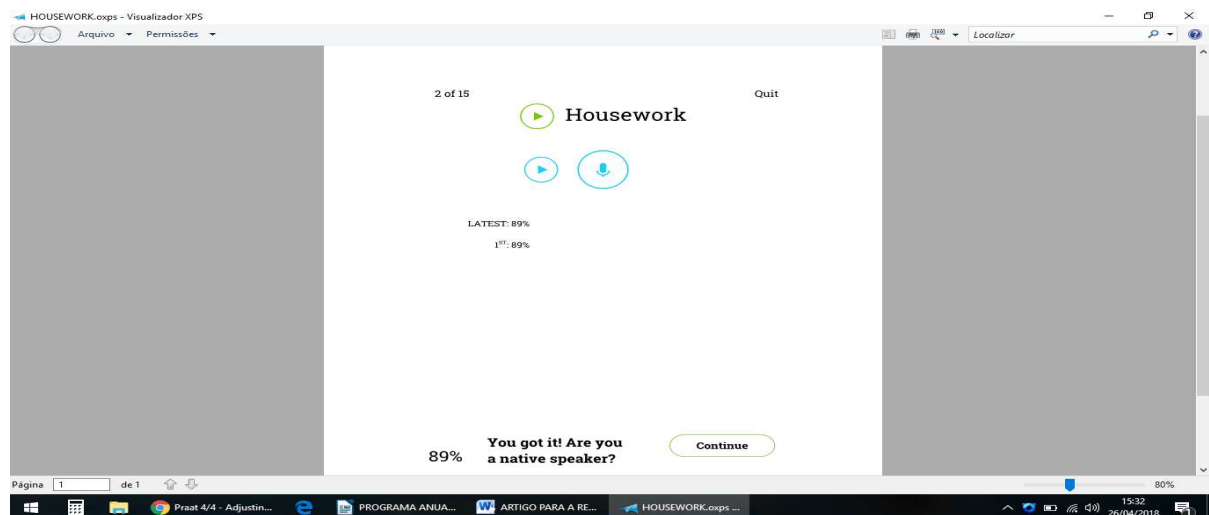 HOUSEWORK.oxps - Visualizador XPS
Arquivo Permissões Localizar
2 of 15 Quit
Housework
LATEST: 89%
1ST: 89%
89% You got it! Are you a native speaker? Continue
Página 1 de 1 80%
Praat 4/4 - Adjustin... PROGRAMA ANUA... ARTIGO PARA A RE... HOUSEWORK.oxps ... 15:32
26/04/2018